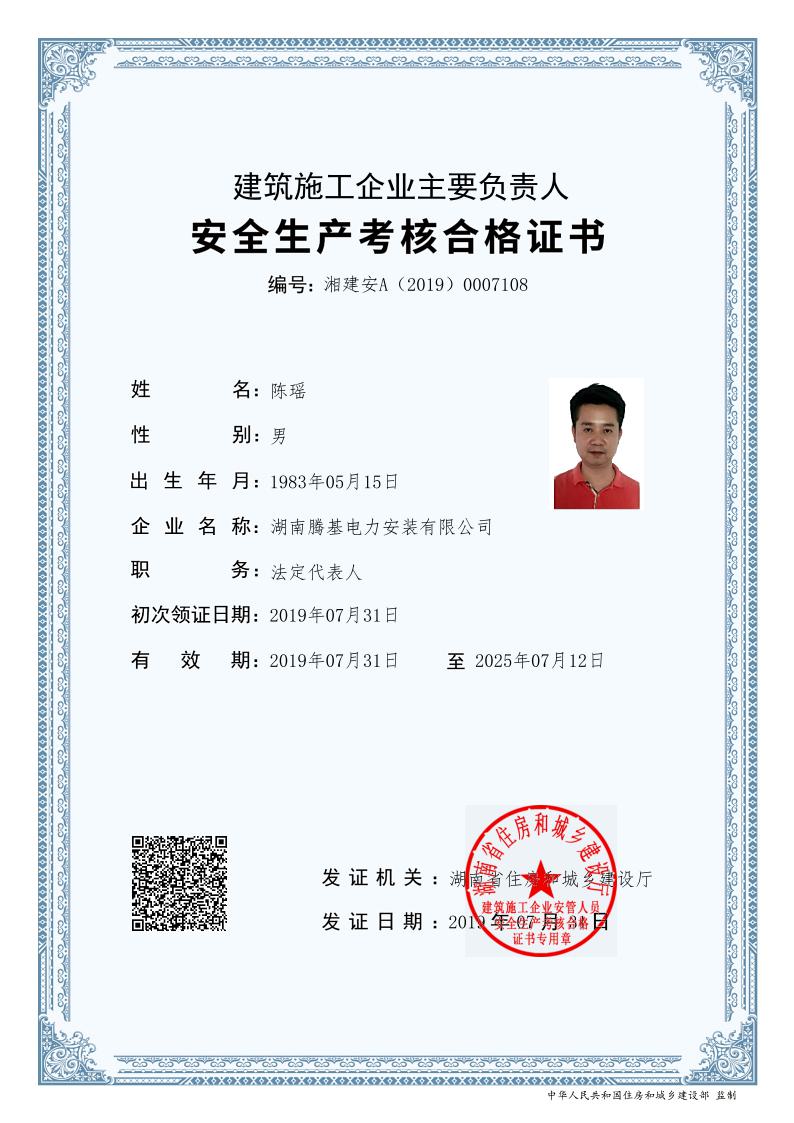 建筑施工企业主要负责人
安全生产考核合格证书
编号：湘建安A（2019）0007108
姓名：陈瑶
性别：男
出生年月：1983年05月15日
企业名称：湖南腾基电力安装有限公司
职务：法定代表人
初次领证日期：2019年07月31日
有效期：2019年07月31日 至 2025年07月12日
湖南省住房和城乡建设厅
发证机关：湖南省住房和城乡建设厅
建筑施工企业安管人员
发证日期：2019年07月31日
安全生产考核合格
证书专用章
中华人民共和国住房和城乡建设部 监制